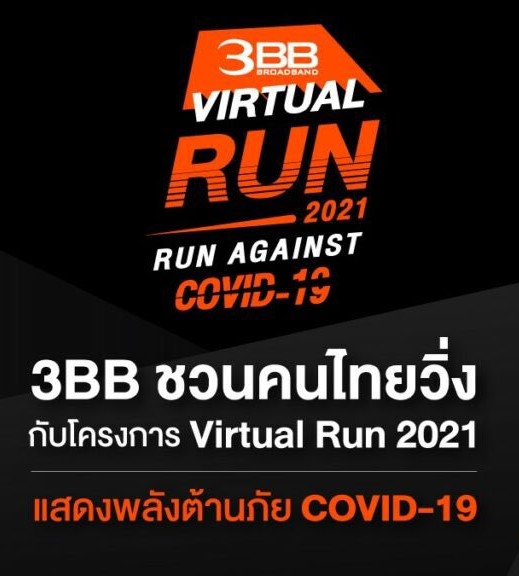 3BB
BROADBAND
VIRTUAL
RUN
2021
RUN AGAINST
COVID-19
3BB ชวนคนไทยวิ่ง
กับโครงการ Virtual Run 2021
แสดงพลังต้านภัย COVID-19